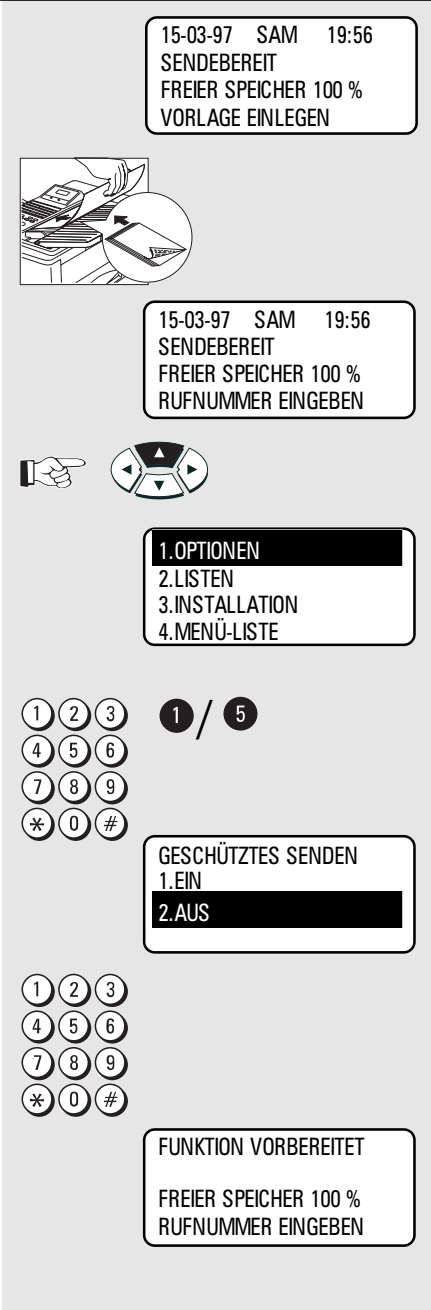 15-03-97 SAM 19:56
SENDEBEREIT
FREIER SPEICHER 100 %
VORLAGE EINLEGEN
15-03-97 SAM 19:56
SENDEBEREIT
FREIER SPEICHER 100 %
RUFNUMMER EINGEBEN
1.OPTIONEN
2.LISTEN
3.INSTALLATION
4.MENÜ-LISTE
1 2 3 1 / 5
4 5 6
7 8 9
* 0 #
GESCHÜTZTES SENDEN
1.EIN
2.AUS
1 2 3
4 5 6
7 8 9
* 0 #
FUNKTION VORBEREITET
FREIER SPEICHER 100 %
RUFNUMMER EINGEBEN